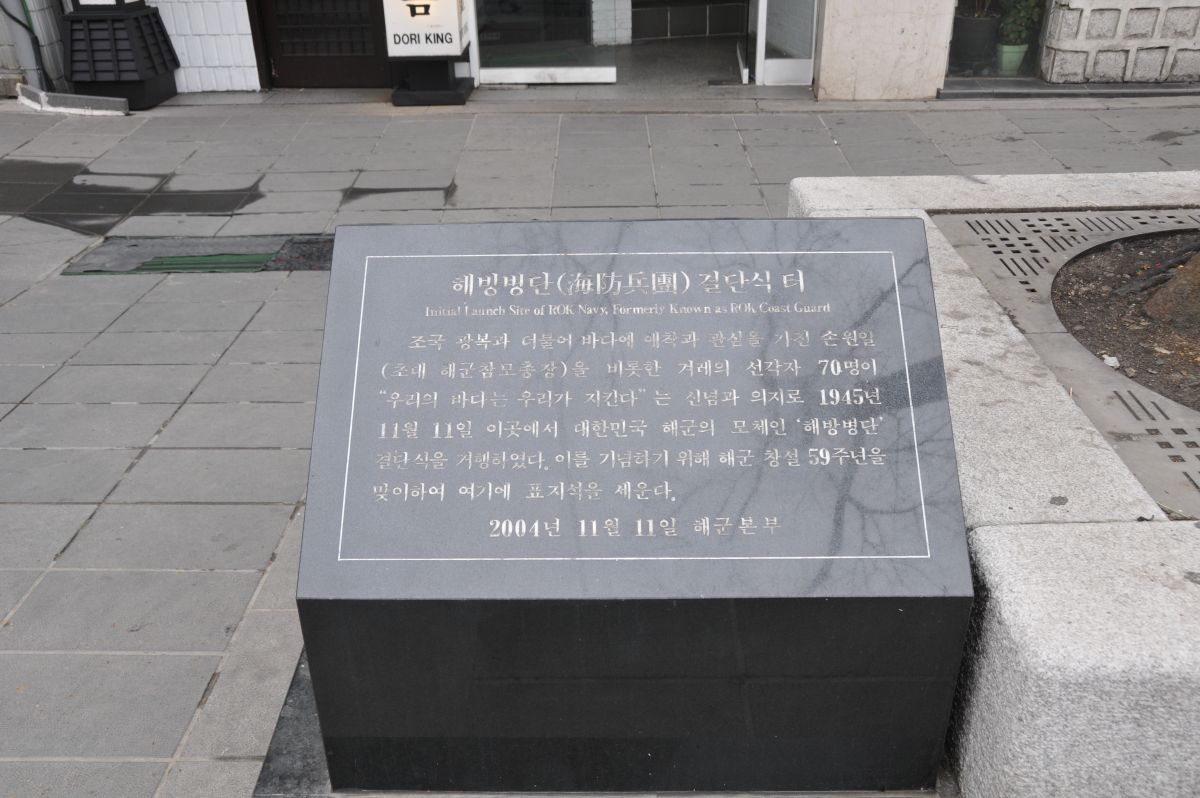 DORI KING
해방병단(海防兵團) 결단식 터
Initial Launch Site of ROK Navy, Formerly Known as ROK Coast Guard
조국 광복과 더불어 바다에 애착과 관심을 가진 손원일
(초대 해군참모총장)을 비롯한 겨레의 선각자 70명이
“우리의 바다는 우리가 지킨다”는 신념과 의지로 1945년
11월 11일 이곳에서 대한민국 해군의 모체인 ‘해방병단’
결단식을 거행하였다. 이를 기념하기 위해 해군 창설 59주년을
맞이하여 여기에 표지석을 세운다.
2004년 11월 11일 해군본부